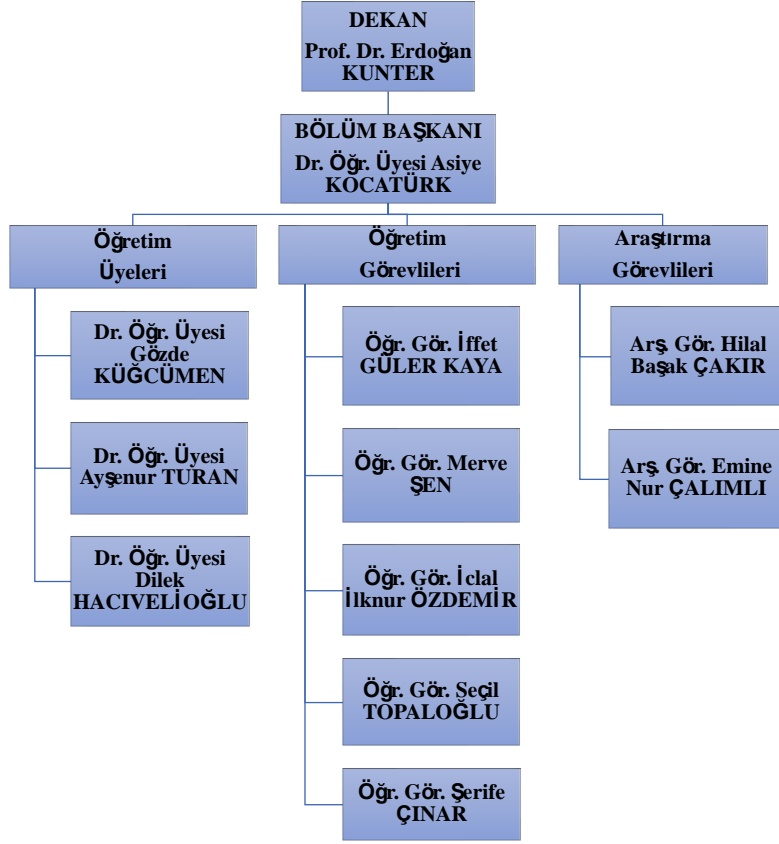 DEKAN
Prof. Dr. Erdoğan
KUNTER
BÖLÜM BAŞKANI
Dr. Öğr. Üyesi Asiye
KOCATÜRK
Öğretim
Üyeleri
Dr. Öğr. Üyesi
Gözde
KÜĞCÜMEN
Dr. Öğr. Üyesi
Ayşenur TURAN
Dr. Öğr. Üyesi
Dilek
HACIVELİOĞLU
Öğretim
Görevlileri
Öğr. Gör. İffet
GÜLER KAYA
Öğr. Gör. Merve
ŞEN
Öğr. Gör. İclal
İlknur ÖZDEMİR
Öğr. Gör. Seçil
TOPALOĞLU
Öğr. Gör. Şerife
ÇINAR
Araştırma
Görevlileri
Arş. Gör. Hilal
Başak ÇAKIR
Arş. Gör. Emine
Nur ÇALIMLI